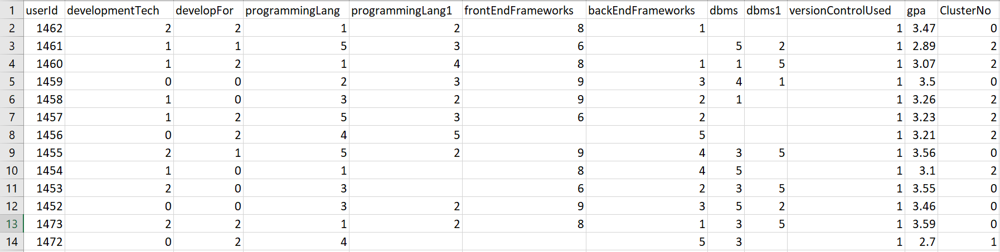 1 userId developmentTech developFor programmingLang programmingLang1 frontEndFrameworks backEndFrameworks dbms dbms1 versionControlUsed gpa ClusterNo
2 1462 2 2 1 2 8 1 1 3.47 0
3 1461 1 1 5 3 6 5 2 1 2.89 2
4 1460 1 2 1 4 8 1 1 5 1 3.07 2
5 1459 0 0 2 3 9 3 4 1 1 3.5 0
6 1458 1 0 3 2 9 2 1 1 3.26 2
7 1457 1 2 5 3 6 2 1 3.23 2
8 1456 0 2 4 5 5 1 3.21 2
9 1455 2 1 5 2 9 4 3 5 1 3.56 0
10 1454 1 0 1 8 4 5 1 3.1 2
11 1453 2 0 3 6 2 3 5 1 3.55 0
12 1452 0 0 3 2 9 3 5 2 1 3.46 0
13 1473 2 2 1 2 8 1 3 5 1 3.59 0
14 1472 0 2 4 5 3 1 2.7 1